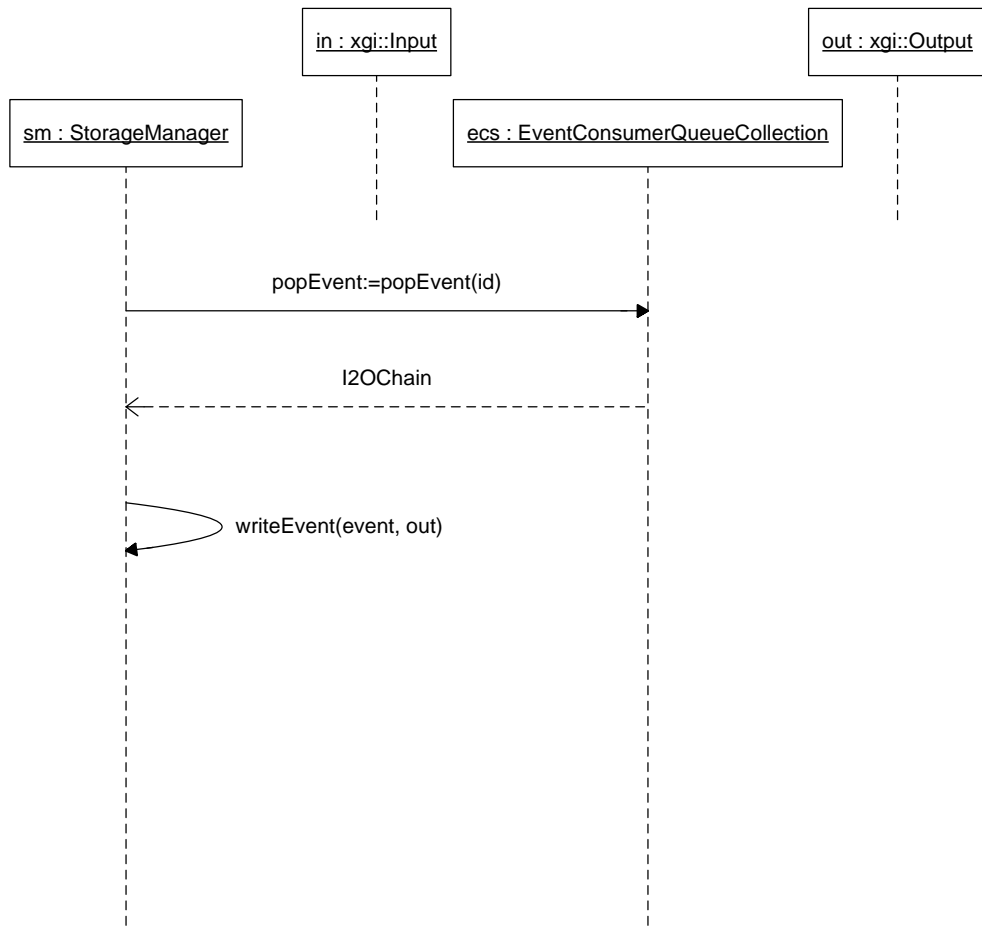 in : xgi::Input
out : xgi::Output
sm : StorageManager
ecs : EventConsumerQueueCollection
popEvent:=popEvent(id)
I2OChain
writeEvent(event, out)